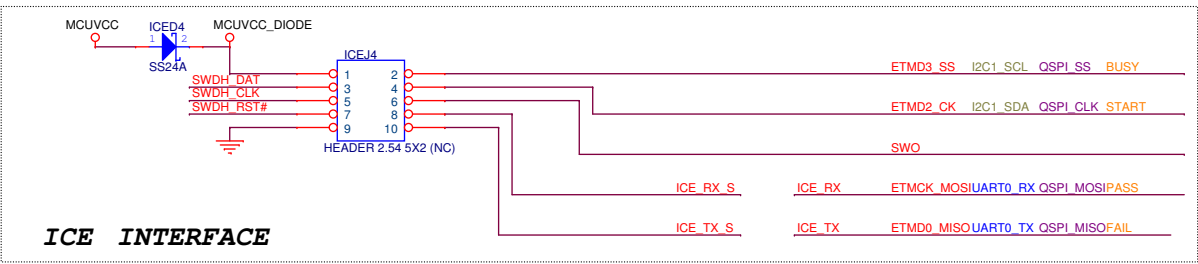 MCUVCC ICED4 MCUVCC_DIODE
1 2
SS24A
ICEJ4
1 2 ETMD3_SS I2C1_SCL QSPI_SS BUSY
SWDH_DAT 3 4
SWDH_CLK 5 6
SWDH_RST# 7 8 ETMD2_CK I2C1_SDA QSPI_CLK START
9 10
HEADER 2.54 5X2 (NC) SWO
ICE_RX_S ICE_RX ETMCK_MOSI UART0_RX QSPI_MOSI PASS
ICE_TX_S ICE_TX ETMD0_MISO UART0_TX QSPI_MISO FAIL
ICE INTERFACE